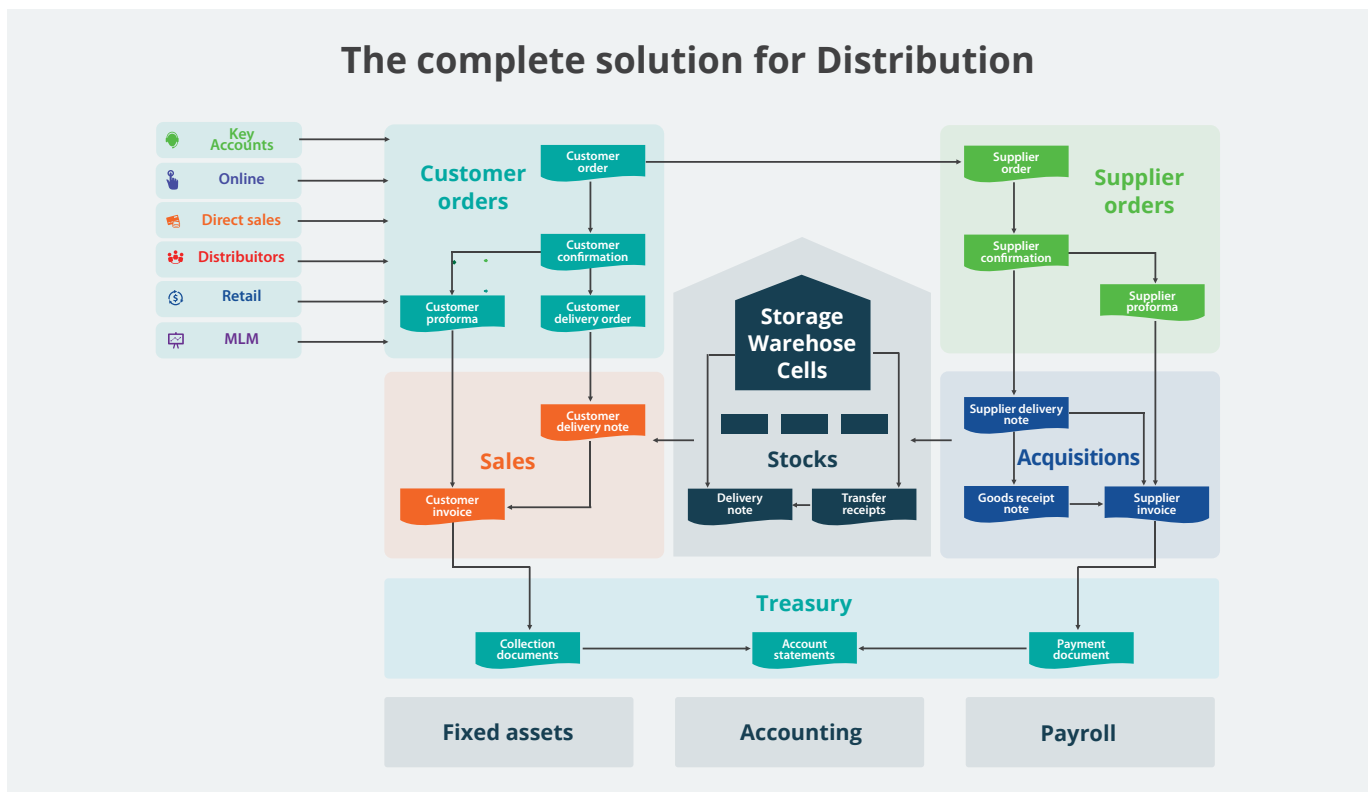 The complete solution for Distribution
Key
Accounts
Online
Direct sales
Distribuitors
Retail
MLM
Customer
orders
Customer
order
Customer
confirmation
Customer
proforma
Customer
delivery order
Supplier
order
Supplier
orders
Supplier
confirmation
Supplier
proforma
Storage
Warehose
Cells
Stocks
Delivery
note
Transfer
receipts
Customer
delivery note
Sales
Customer
invoice
Supplier delivery
note
Acquisitions
Goods receipt
note
Supplier
invoice
Treasury
Collection
documents
Account
statements
Payment
document
Fixed assets
Accounting
Payroll